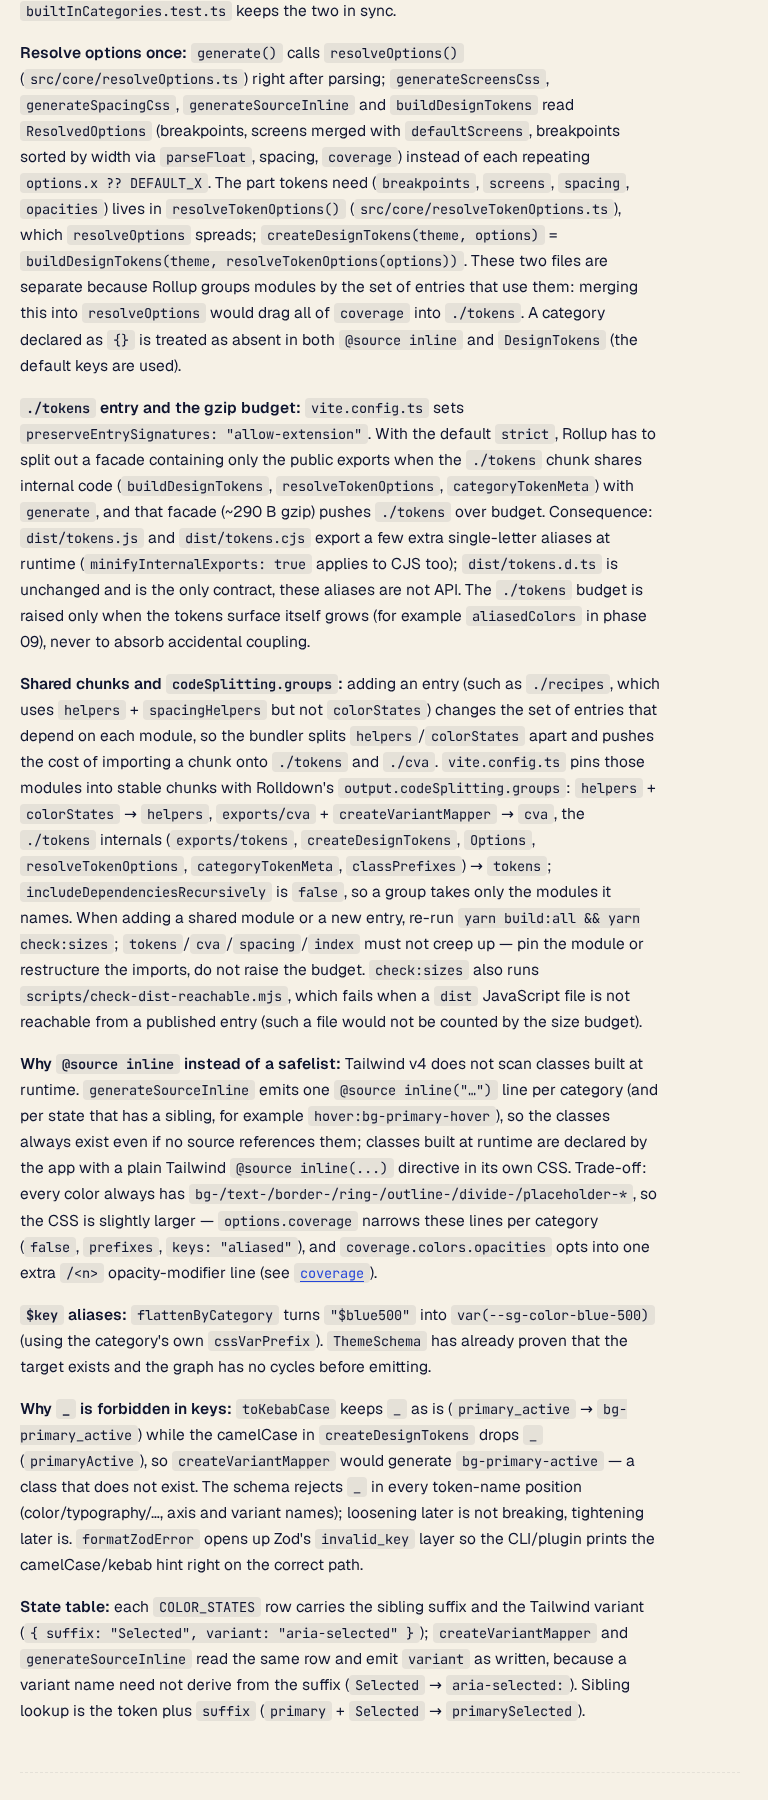 builtInCategories.test.ts keeps the two in sync.
Resolve options once: generate() calls resolveOptions()
(src/core/resolveOptions.ts) right after parsing; generateScreensCss,
generateSpacingCss, generateSourceInline and buildDesignTokens read
ResolvedOptions (breakpoints, screens merged with defaultScreens, breakpoints
sorted by width via parseFloat, spacing, coverage) instead of each repeating
options.x ?? DEFAULT_X. The part tokens need (breakpoints, screens, spacing,
opacities) lives in resolveTokenOptions() (src/core/resolveTokenOptions.ts),
which resolveOptions spreads; createDesignTokens(theme, options) =
buildDesignTokens(theme, resolveTokenOptions(options)). These two files are
separate because Rollup groups modules by the set of entries that use them: merging
this into resolveOptions would drag all of coverage into ./tokens. A category
declared as {} is treated as absent in both @source inline and DesignTokens (the
default keys are used).
./tokens entry and the gzip budget: vite.config.ts sets
preserveEntrySignatures: "allow-extension". With the default strict, Rollup has to
split out a facade containing only the public exports when the ./tokens chunk shares
internal code (buildDesignTokens, resolveTokenOptions, categoryTokenMeta) with
generate, and that facade (~290 B gzip) pushes ./tokens over budget. Consequence:
dist/tokens.js and dist/tokens.cjs export a few extra single-letter aliases at
runtime (minifyInternalExports: true applies to CJS too); dist/tokens.d.ts is
unchanged and is the only contract, these aliases are not API. The ./tokens budget is
raised only when the tokens surface itself grows (for example aliasedColors in phase
09), never to absorb accidental coupling.
Shared chunks and codeSplitting.groups: adding an entry (such as ./recipes, which
uses helpers + spacingHelpers but not colorStates) changes the set of entries that
depend on each module, so the bundler splits helpers/colorStates apart and pushes
the cost of importing a chunk onto ./tokens and ./cva. vite.config.ts pins those
modules into stable chunks with Rolldown's output.codeSplitting.groups: helpers +
colorStates → helpers, exports/cva + createVariantMapper → cva, the
./tokens internals (exports/tokens, createDesignTokens, Options,
resolveTokenOptions, categoryTokenMeta, classPrefixes) → tokens;
includeDependenciesRecursively is false, so a group takes only the modules it
names. When adding a shared module or a new entry, re-run yarn build:all && yarn
check:sizes; tokens/cva/spacing/index must not creep up — pin the module or
restructure the imports, do not raise the budget. check:sizes also runs
scripts/check-dist-reachable.mjs, which fails when a dist JavaScript file is not
reachable from a published entry (such a file would not be counted by the size budget).
Why @source inline instead of a safelist: Tailwind v4 does not scan classes built at
runtime. generateSourceInline emits one @source inline("…") line per category (and
per state that has a sibling, for example hover:bg-primary-hover), so the classes
always exist even if no source references them; classes built at runtime are declared by
the app with a plain Tailwind @source inline(...) directive in its own CSS. Trade-off:
every color always has bg-/text-/border-/ring-/outline-/divide-/placeholder-*, so
the CSS is slightly larger — options.coverage narrows these lines per category
(false, prefixes, keys: "aliased"), and coverage.colors.opacities opts into one
extra /<n> opacity-modifier line (see coverage).
$key aliases: flattenByCategory turns "$blue500" into var(--sg-color-blue-500)
(using the category's own cssVarPrefix). ThemeSchema has already proven that the
target exists and the graph has no cycles before emitting.
Why _ is forbidden in keys: toKebabCase keeps _ as is (primary_active → bg-
primary_active) while the camelCase in createDesignTokens drops _
(primaryActive), so createVariantMapper would generate bg-primary-active — a
class that does not exist. The schema rejects _ in every token-name position
(color/typography/…, axis and variant names); loosening later is not breaking, tightening
later is. formatZodError opens up Zod's invalid_key layer so the CLI/plugin prints the
camelCase/kebab hint right on the correct path.
State table: each COLOR_STATES row carries the sibling suffix and the Tailwind variant
({ suffix: "Selected", variant: "aria-selected" }); createVariantMapper and
generateSourceInline read the same row and emit variant as written, because a
variant name need not derive from the suffix (Selected → aria-selected:). Sibling
lookup is the token plus suffix (primary + Selected → primarySelected).